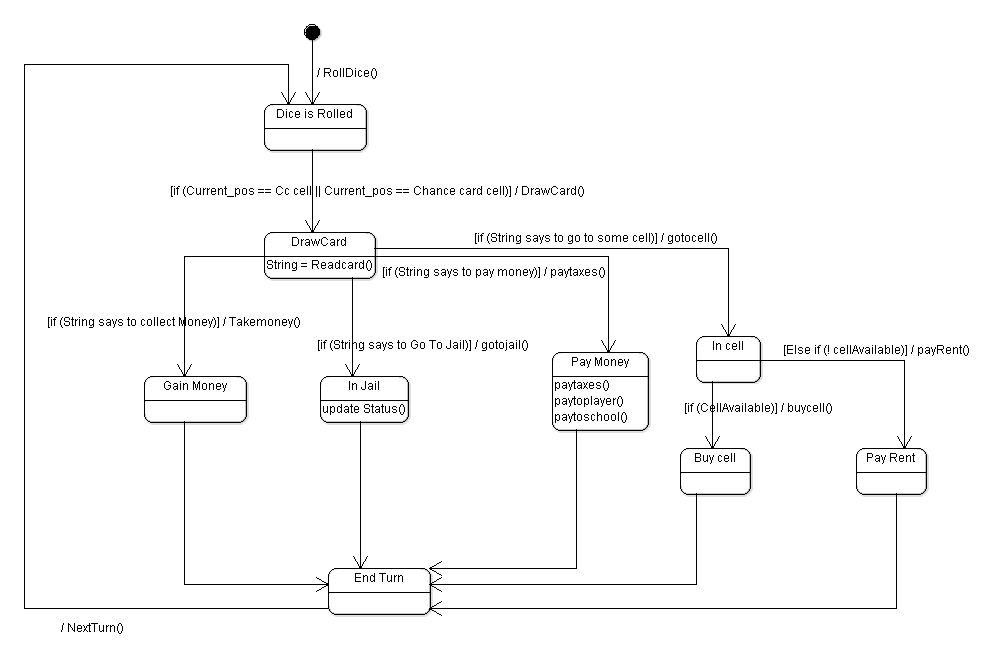 / RollDice()
Dice is Rolled
[if (Current_pos == Cc cell || Current_pos == Chance card cell)] / DrawCard()
DrawCard
String = Readcard()
[if (String says to go to some cell)] / gotocell()
[if (String says to pay money)] / paytaxes()
[if (String says to collect Money)] / Takemoney()
[if (String says to Go To Jail)] / gotojail()
In cell
[Else if (! cellAvailable)] / payRent()
Gain Money
In Jail
update Status()
Pay Money
paytaxes()
paytoplayer()
paytoschool()
[if (CellAvailable)] / buycell()
Buy cell
Pay Rent
End Turn
/ NextTurn()